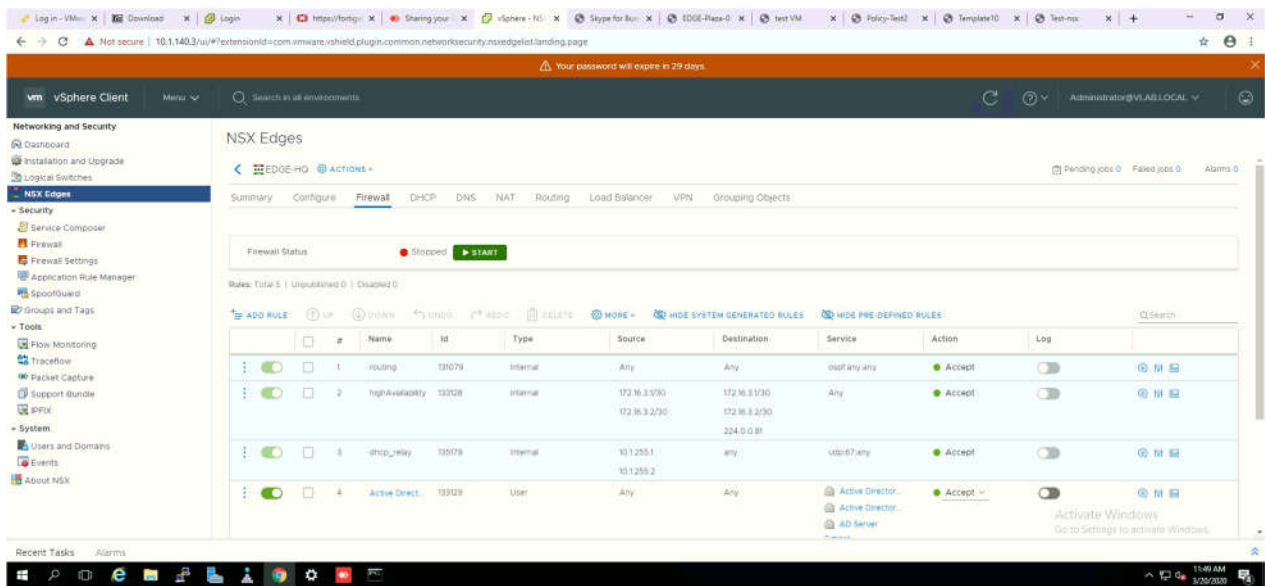 Log in - VMw
Download
Login
https://fortig
Sharing your
vSphere - NS
Skype for Bus
EDGE-Plaza-0
test VM
Policy-Test2
Template10
Test-nsx
Not secure | 10.1.140.3/ui/#?extensionId=com.vmware.vshield.plugin.common.networksecurity.nsxedgelist.landing.page
Your password will expire in 29 days.
vm vSphere Client Menu Search in all environments Administrator@VLAB.LOCAL
Networking and Security
Dashboard
Installation and Upgrade
Logical Switches
NSX Edges
Security
Service Composer
Firewall
Firewall Settings
Application Rule Manager
SpoofGuard
Groups and Tags
Tools
Flow Monitoring
Traceflow
Packet Capture
Support Bundle
IPFIX
System
Users and Domains
Events
About NSX
NSX Edges
EDGE-HQ ACTIONS Pending jobs 0 Failed jobs 0 Alarms 0
Summary Configure Firewall DHCP DNS NAT Routing Load Balancer VPN Grouping Objects
Firewall Status Stopped START
Rules: Total 5 | Unpublished 0 | Disabled 0
ADD RULE UP DOWN UNDO REDO DELETE MORE HIDE SYSTEM GENERATED RULES HIDE PRE-DEFINED RULES Search
# Name Id Type Source Destination Service Action Log
1 routing 131079 Internal Any Any ospf:any:any Accept
2 highAvailability 133128 Internal 172.16.3.1/30 172.16.3.1/30 Any Accept
172.16.3.2/30 172.16.3.2/30
224.0.0.81
3 dhcp_relay 135179 Internal 10.1.255.1 any udp:67:any Accept
10.1.255.2
4 Active Direct... 133129 User Any Any Active Director... Accept
Active Director...
AD Server
Activate Windows
Go to Settings to activate Windows.
Recent Tasks Alarms
11:49 AM
3/20/2020